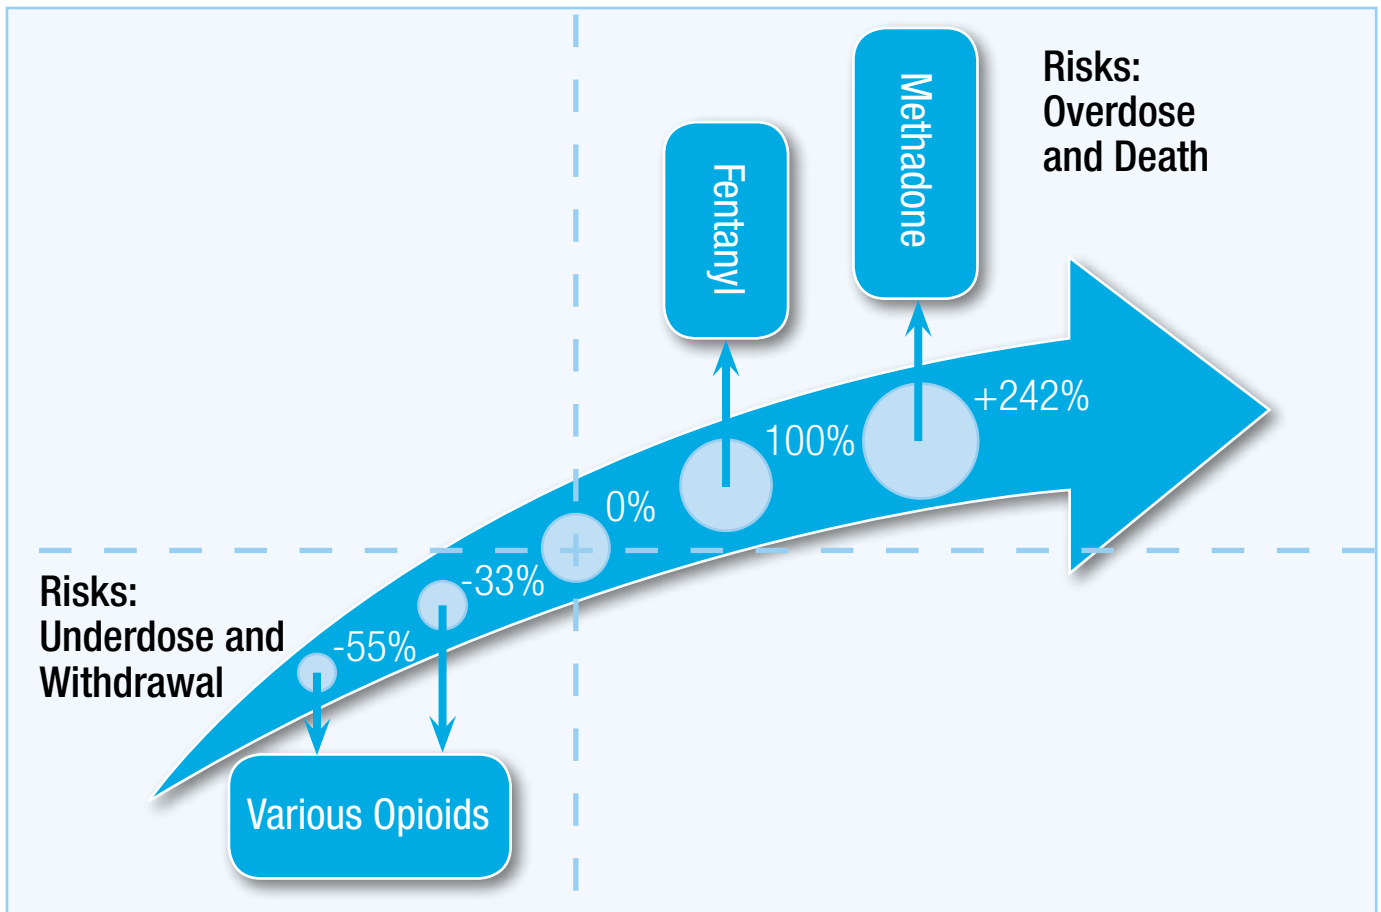 Risks:
Overdose
and Death
Methadone
Fentanyl
+242%
100%
0%
-33%
-55%
Risks:
Underdose and
Withdrawal
Various Opioids